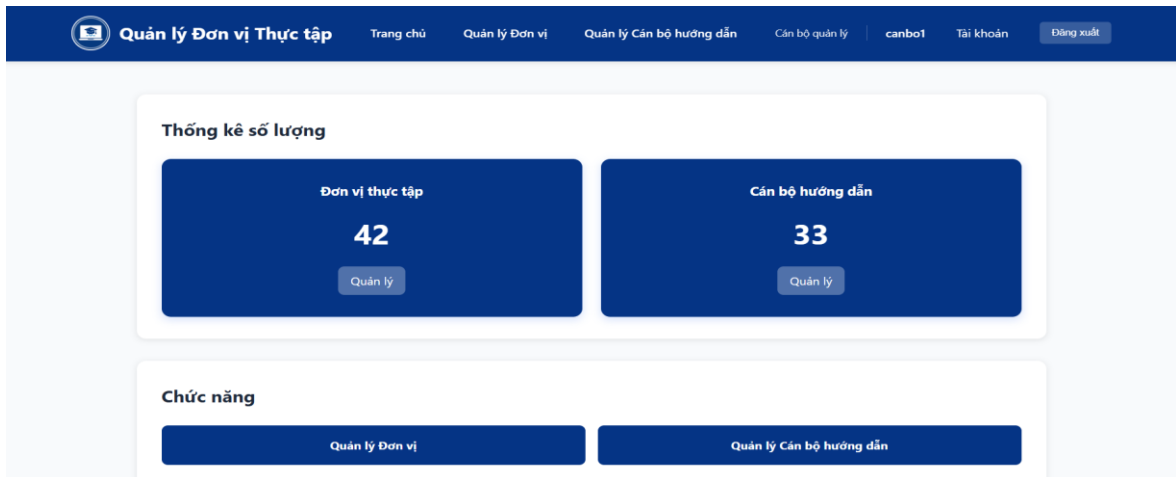 Quản lý Đơn vị Thực tập Trang chủ Quản lý Đơn vị Quản lý Cán bộ hướng dẫn Cán bộ quản lý canbo1 Tài khoản Đăng xuất
Thống kê số lượng
Đơn vị thực tập Cán bộ hướng dẫn
42 33
Quản lý Quản lý
Chức năng
Quản lý Đơn vị Quản lý Cán bộ hướng dẫn